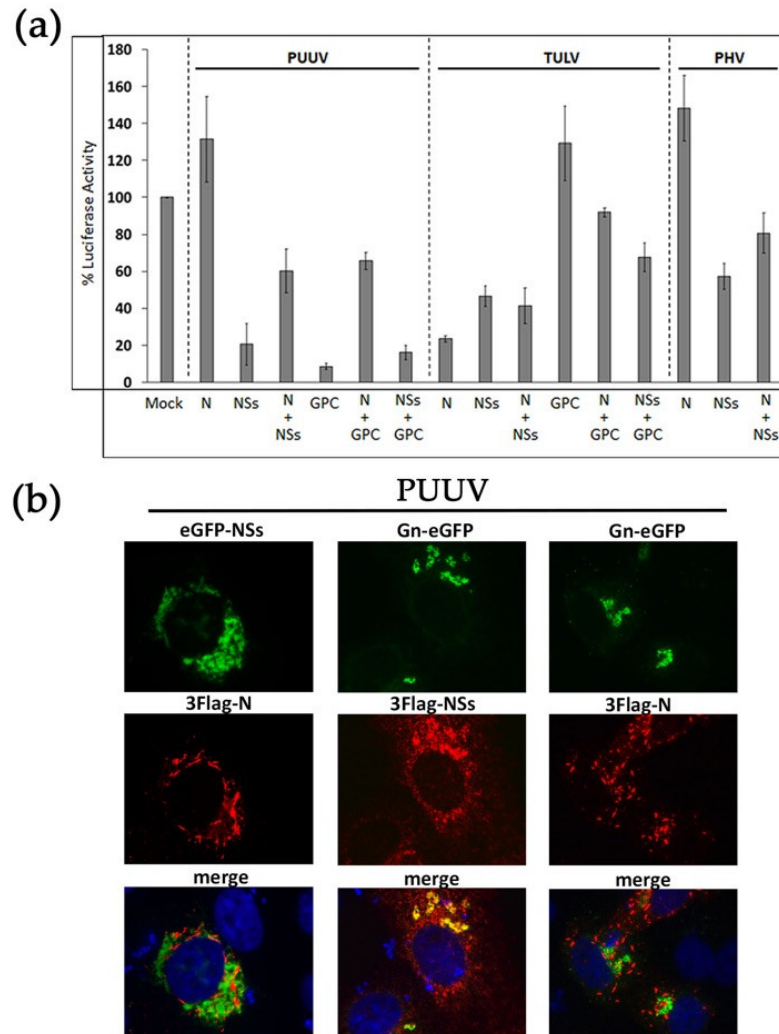 (a)
% Luciferase Activity
180
160
140
120
100
80
60
40
20
0
PUUV
TULV
PHV
Mock
N
NSs
N + NSs
GPC
N + GPC
NSs + GPC
N
NSs
N + NSs
GPC
N + GPC
NSs + GPC
N
NSs
N + NSs
(b)
PUUV
eGFP-NSs
Gn-eGFP
Gn-eGFP
3Flag-N
3Flag-NSs
3Flag-N
merge
merge
merge